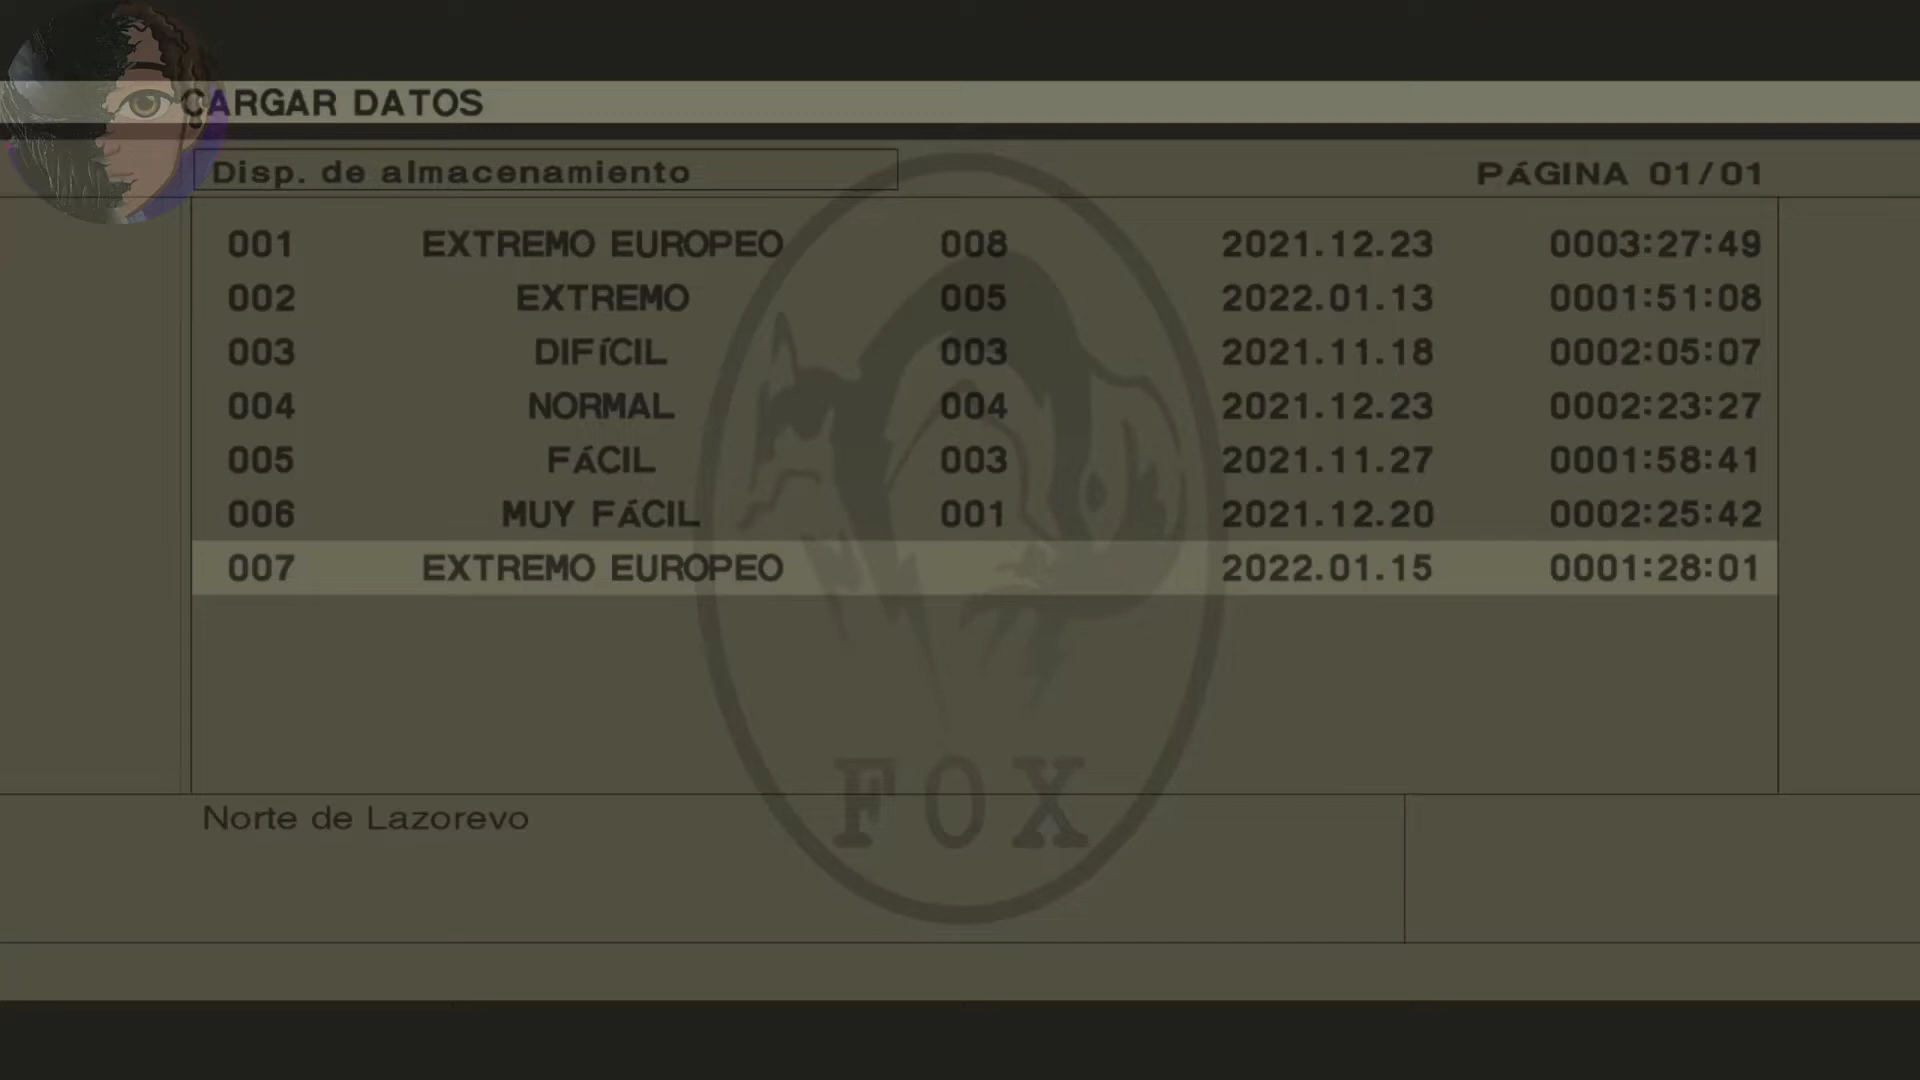 CARGAR DATOS
Disp. de almacenamiento PÁGINA 01/01
001 EXTREMO EUROPEO 008 2021.12.23 0003:27:49
002 EXTREMO 005 2022.01.13 0001:51:08
003 DIFíCIL 003 2021.11.18 0002:05:07
004 NORMAL 004 2021.12.23 0002:23:27
005 FÁCIL 003 2021.11.27 0001:58:41
006 MUY FÁCIL 001 2021.12.20 0002:25:42
007 EXTREMO EUROPEO 2022.01.15 0001:28:01
FOX
Norte de Lazorevo